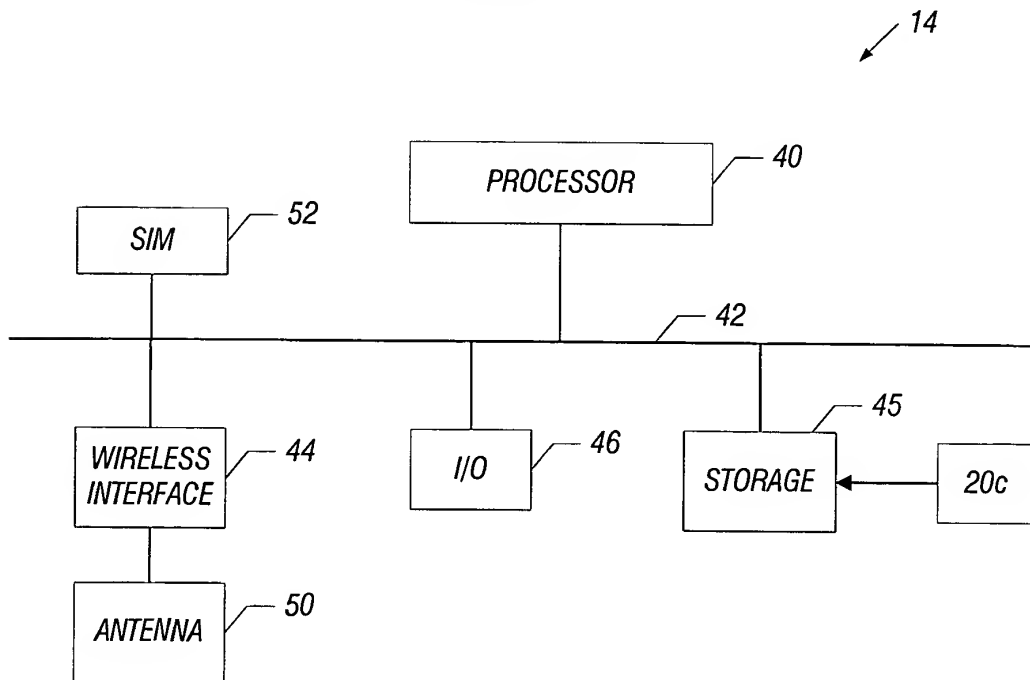 14
PROCESSOR
40
SIM
52
42
WIRELESS
INTERFACE
44
I/O
46
STORAGE
45
20c
ANTENNA
50